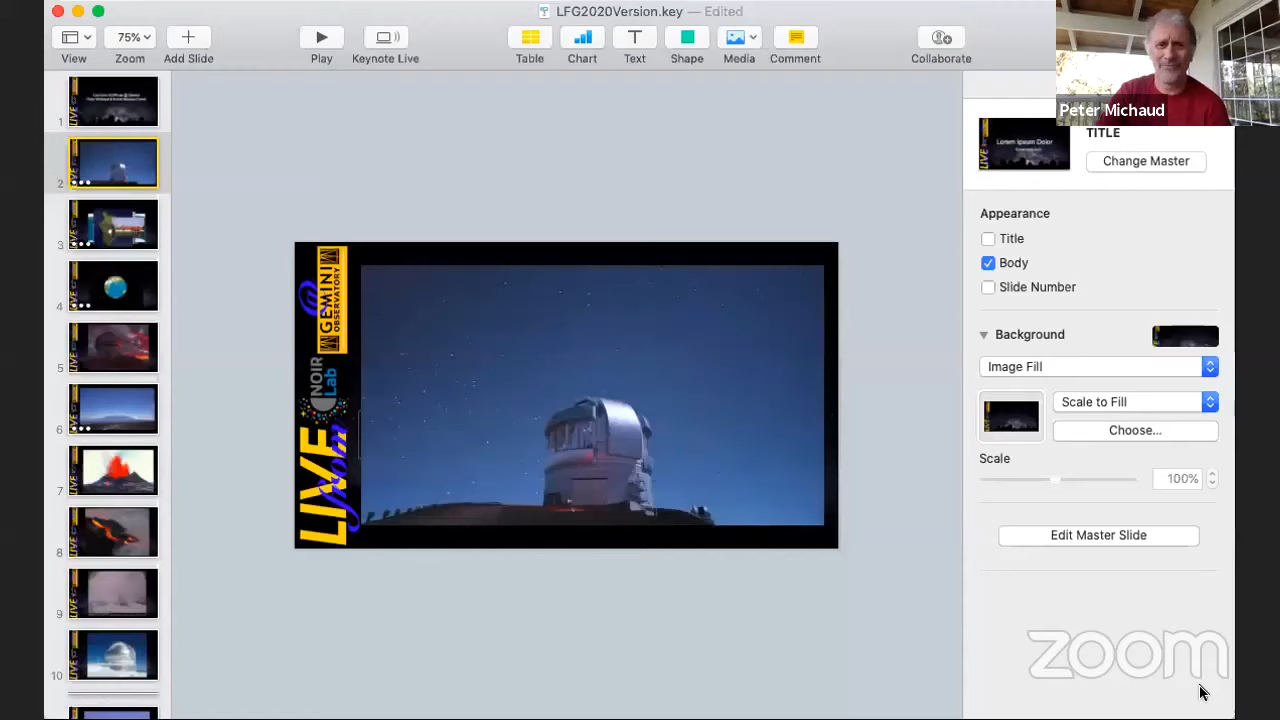 LFG2020Version.key — Edited
75%
View
Zoom
Add Slide
Play
Keynote Live
Table
Chart
Text
Shape
Media
Comment
Collaborate
Peter Michaud
1
2
3
4
5
6
7
8
9
10
LIVE
from
NOIR
Lab
@
GEMINI
OBSERVATORY
Lorem Ipsum Dolor
TITLE
Change Master
Appearance
Title
Body
Slide Number
Background
Image Fill
Scale to Fill
Choose...
Scale
100%
Edit Master Slide
zoom